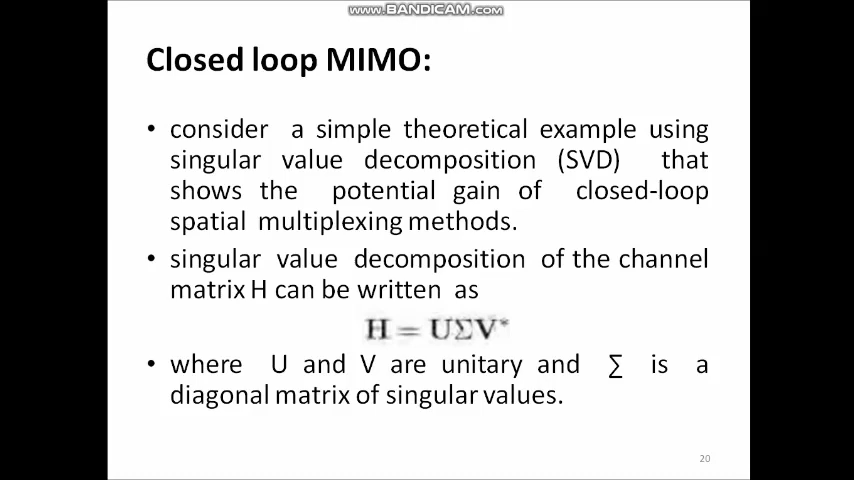 WWW.BANDICAM.COM
Closed loop MIMO:
• consider a simple theoretical example using
singular value decomposition (SVD) that
shows the potential gain of closed-loop
spatial multiplexing methods.
• singular value decomposition of the channel
matrix H can be written as
H = UΣV*
• where U and V are unitary and ∑ is a
diagonal matrix of singular values.
20